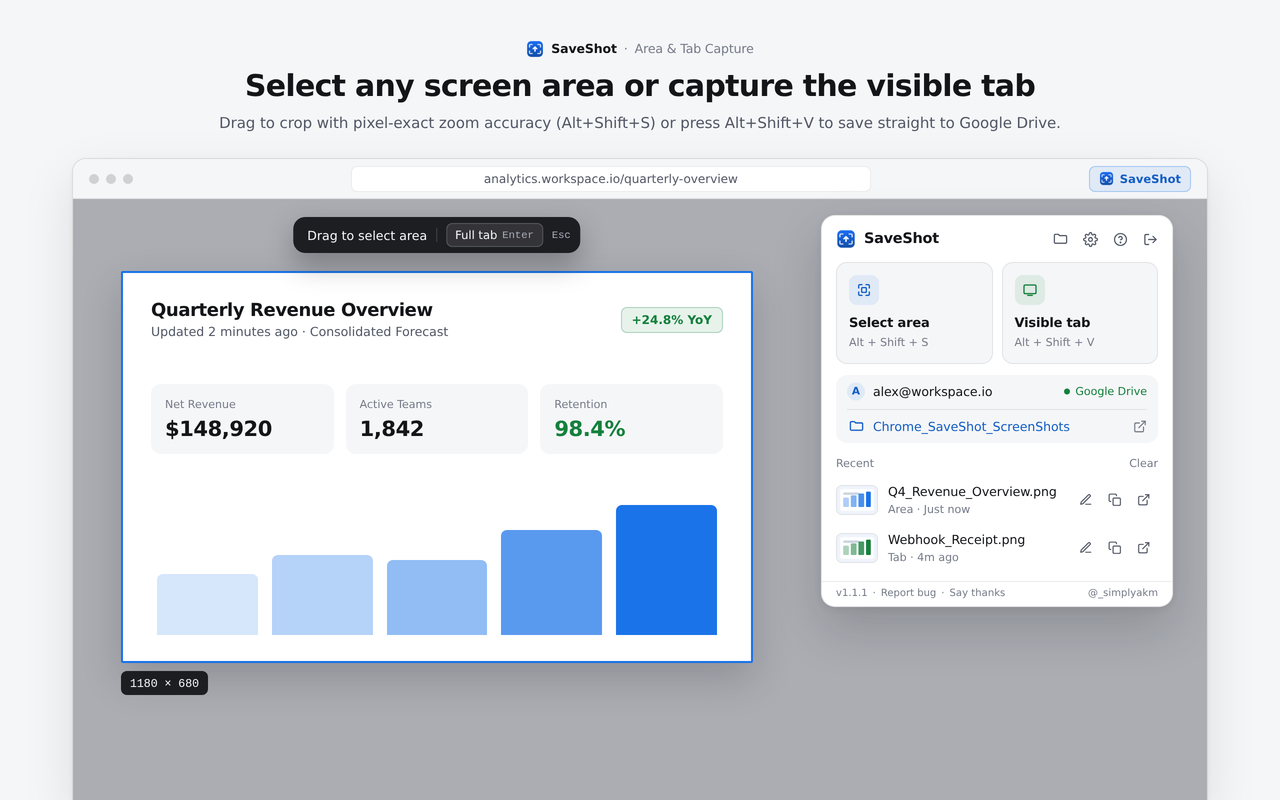 SaveShot · Area & Tab Capture
Select any screen area or capture the visible tab
Drag to crop with pixel-exact zoom accuracy (Alt+Shift+S) or press Alt+Shift+V to save straight to Google Drive.
analytics.workspace.io/quarterly-overview
SaveShot
Drag to select area
Full tab Enter
Esc
Quarterly Revenue Overview
Updated 2 minutes ago · Consolidated Forecast
+24.8% YoY
Net Revenue
$148,920
Active Teams
1,842
Retention
98.4%
1180 × 680
SaveShot
Select area
Alt + Shift + S
Visible tab
Alt + Shift + V
A
alex@workspace.io
Google Drive
Chrome_SaveShot_ScreenShots
Recent
Clear
Q4_Revenue_Overview.png
Area · Just now
Webhook_Receipt.png
Tab · 4m ago
v1.1.1 · Report bug · Say thanks
@_simplyakm